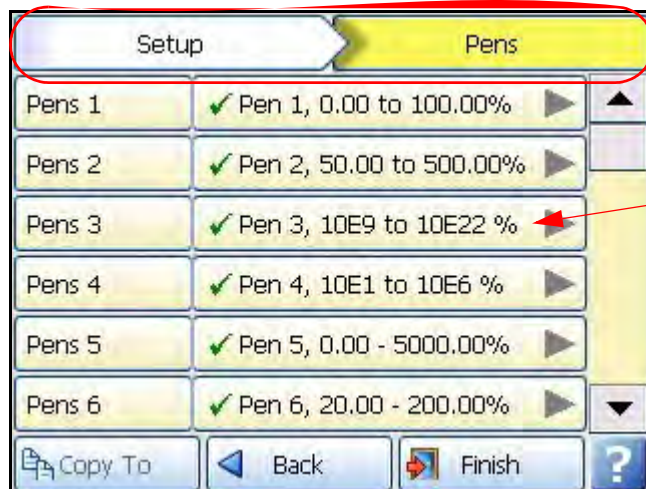 Setup Pens
Pens 1 Pen 1, 0.00 to 100.00%
Pens 2 Pen 2, 50.00 to 500.00%
Pens 3 Pen 3, 10E9 to 10E22 %
Pens 4 Pen 4, 10E1 to 10E6 %
Pens 5 Pen 5, 0.00 - 5000.00%
Pens 6 Pen 6, 20.00 - 200.00%
Copy To Back Finish ?